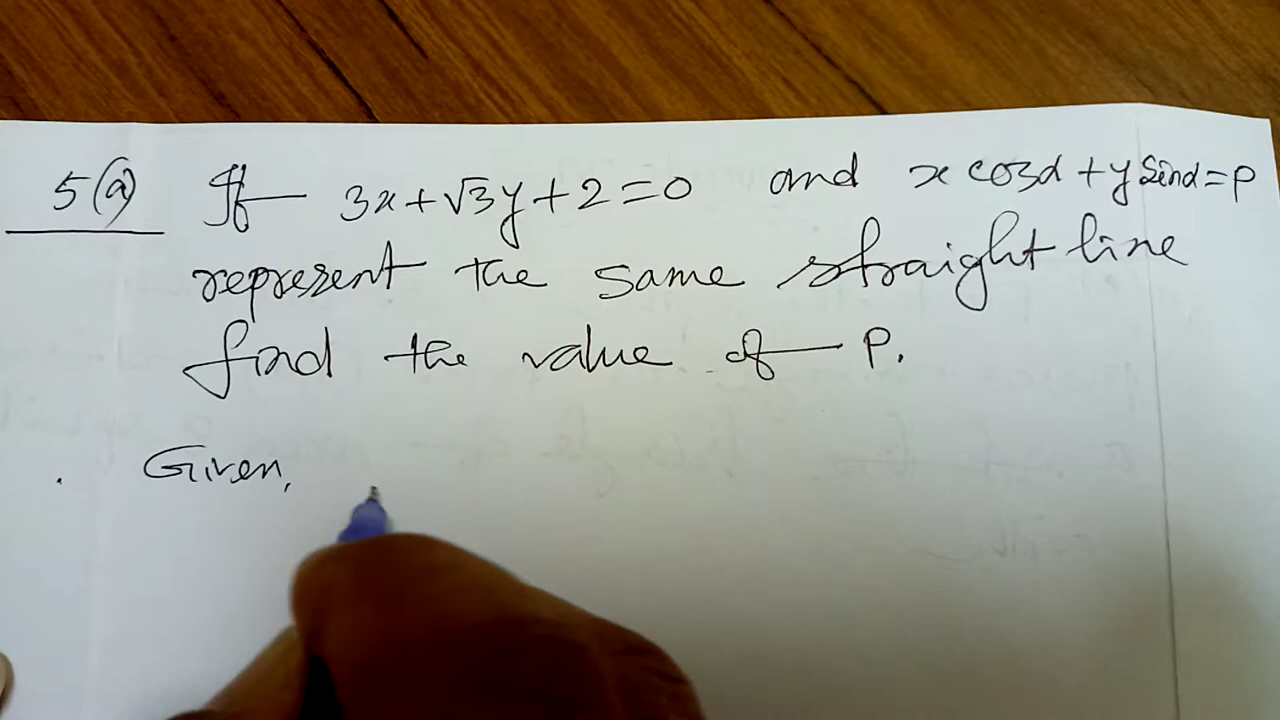 5(a) If 3x+√3y+2=0 and x cosα + y sinα = P
represent the same straight line
find the value of P.
Given,